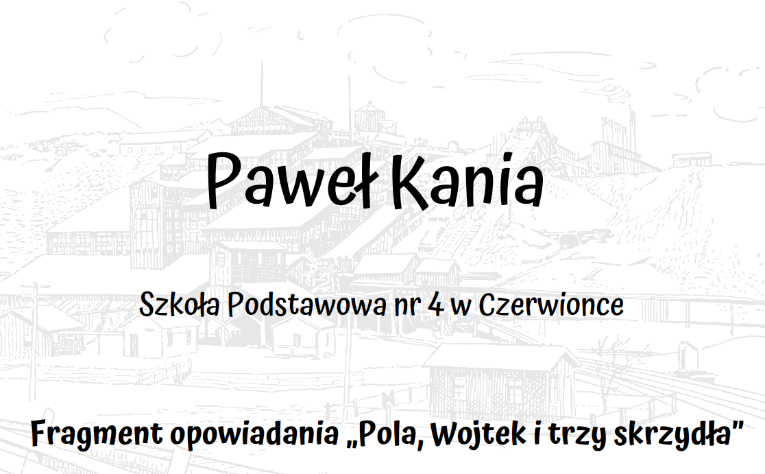 Paweł Kania
Szkoła Podstawowa nr 4 w Czerwionce
Fragment opowiadania „Pola, Wojtek i trzy skrzydła”